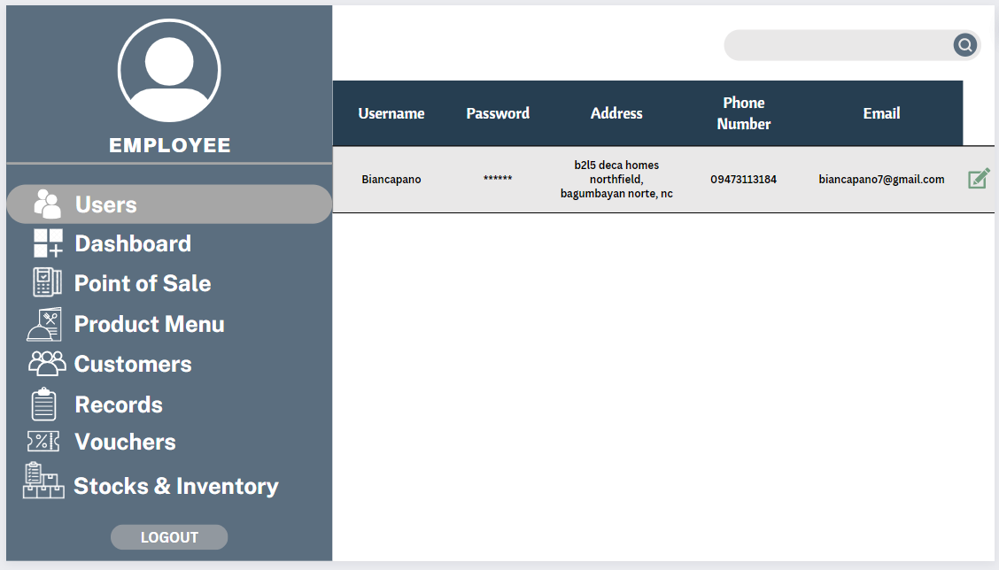 EMPLOYEE
Users
Dashboard
Point of Sale
Product Menu
Customers
Records
Vouchers
Stocks & Inventory
LOGOUT
Username Password Address Phone Number Email
Biancapano ****** b2l5 deca homes northfield, bagumbayan norte, nc 09473113184 biancapano7@gmail.com